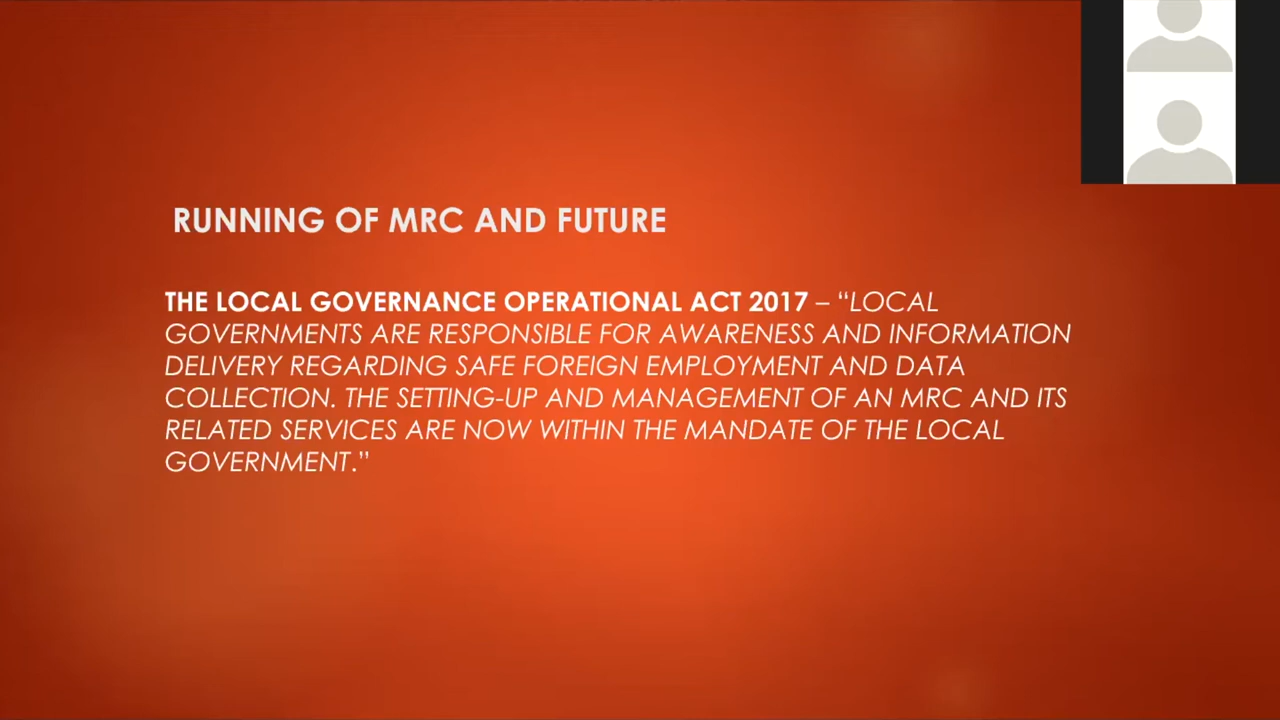 RUNNING OF MRC AND FUTURE
THE LOCAL GOVERNANCE OPERATIONAL ACT 2017 – “LOCAL
GOVERNMENTS ARE RESPONSIBLE FOR AWARENESS AND INFORMATION
DELIVERY REGARDING SAFE FOREIGN EMPLOYMENT AND DATA
COLLECTION. THE SETTING-UP AND MANAGEMENT OF AN MRC AND ITS
RELATED SERVICES ARE NOW WITHIN THE MANDATE OF THE LOCAL
GOVERNMENT.”